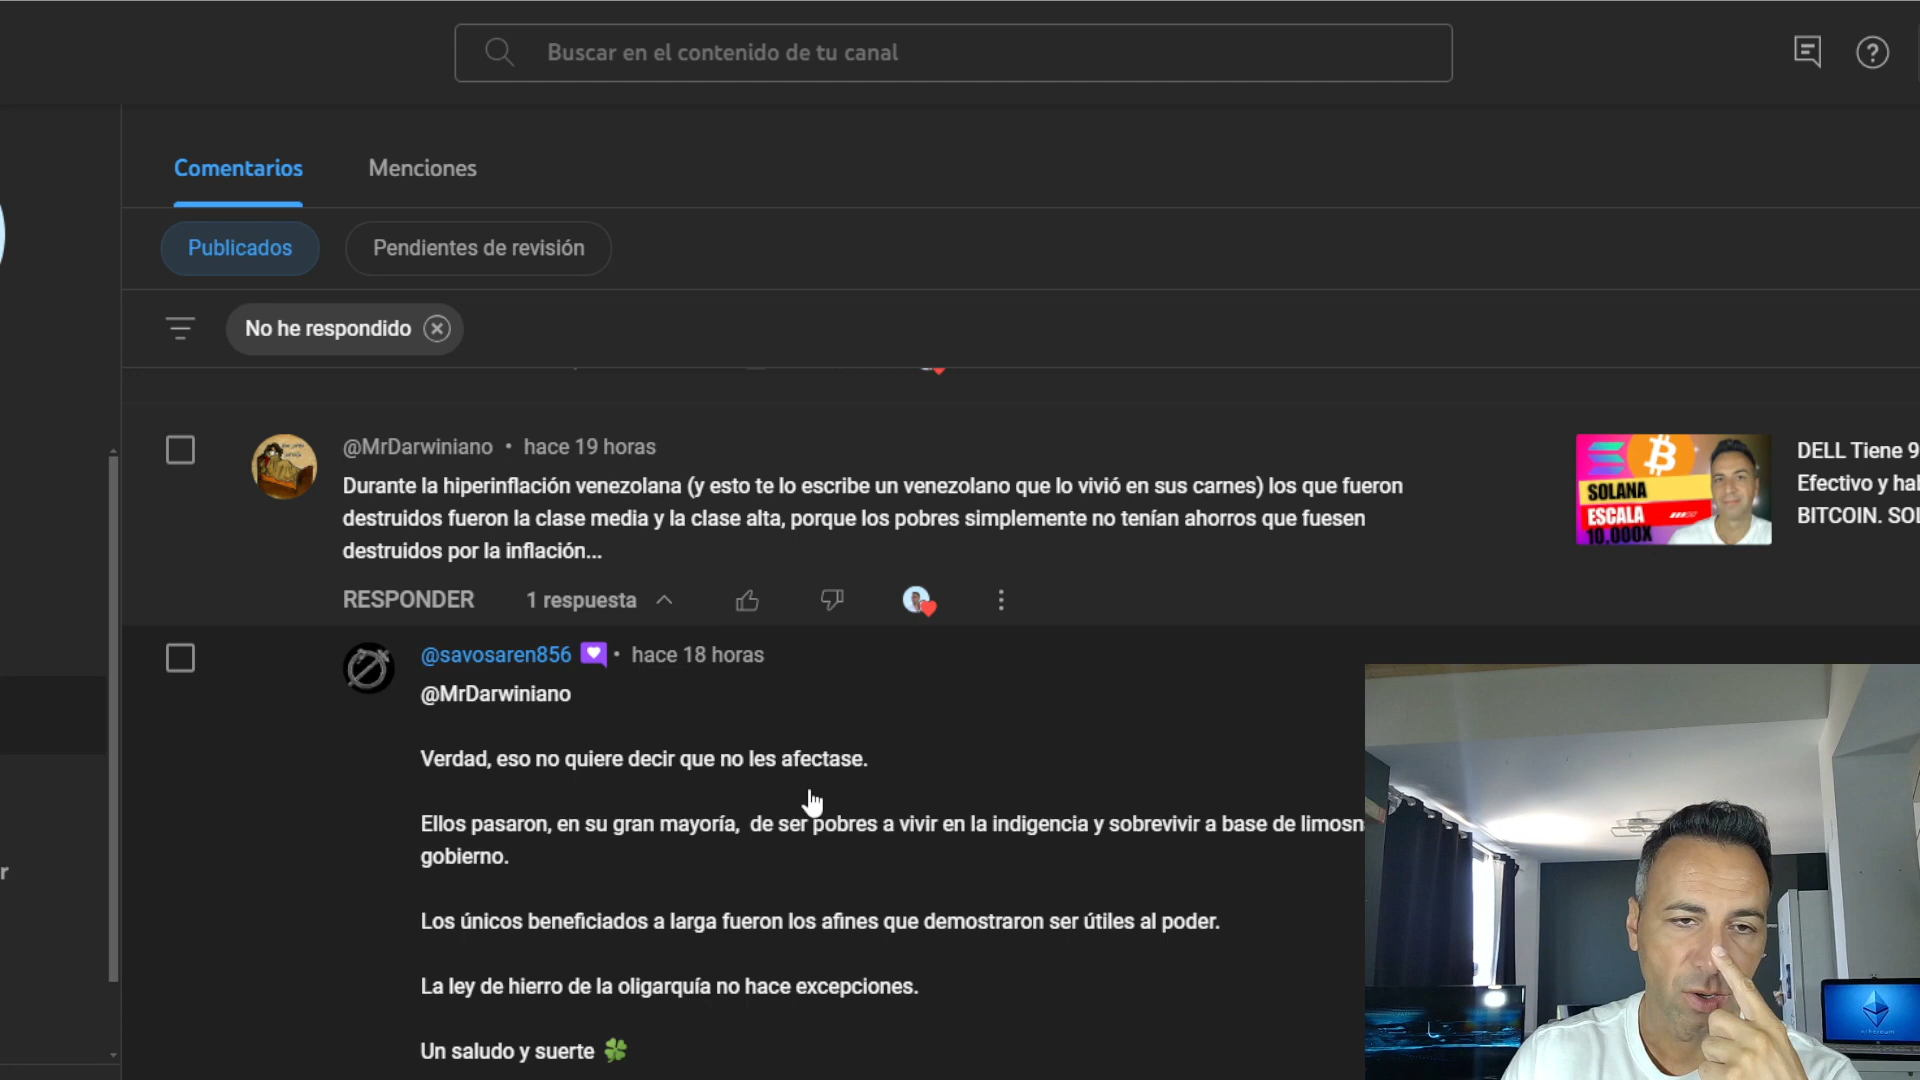 Buscar en el contenido de tu canal
Comentarios
Menciones
Publicados
Pendientes de revisión
No he respondido
@MrDarwiniano • hace 19 horas
Durante la hiperinflación venezolana (y esto te lo escribe un venezolano que lo vivió en sus carnes) los que fueron
destruidos fueron la clase media y la clase alta, porque los pobres simplemente no tenían ahorros que fuesen
destruidos por la inflación...
RESPONDER
1 respuesta
SOLANA
ESCALA
10.000X
DELL Tiene 9
Efectivo y hab
BITCOIN. SOL
@savosaren856 • hace 18 horas
@MrDarwiniano
Verdad, eso no quiere decir que no les afectase.
Ellos pasaron, en su gran mayoría, de ser pobres a vivir en la indigencia y sobrevivir a base de limosn
gobierno.
Los únicos beneficiados a larga fueron los afines que demostraron ser útiles al poder.
La ley de hierro de la oligarquía no hace excepciones.
Un saludo y suerte 🍀
r
ethereum